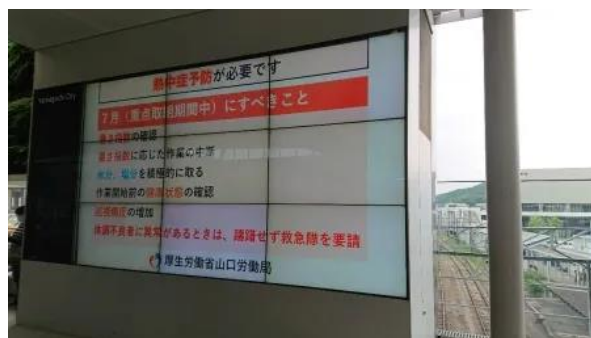 熱中症予防が必要です
7月（重点取組期間中）にすべきこと
暑さ指数の確認
暑さ指数に応じた作業の中断
水分、塩分を積極的に取る
作業開始前の健康状態の確認
巡視頻度の増加
体調不良者に異常があるときは、躊躇せず救急隊を要請
厚生労働省山口労働局
Yamaguchi City